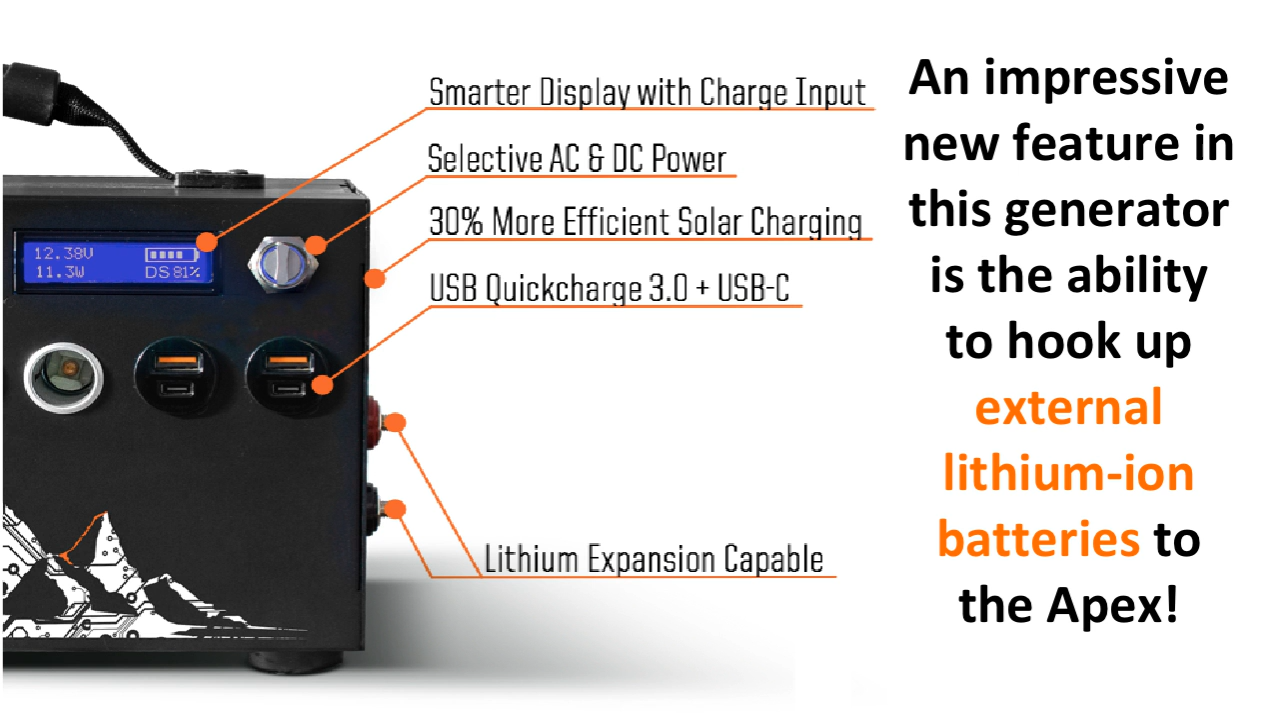 Smarter Display with Charge Input
Selective AC & DC Power
30% More Efficient Solar Charging
USB Quickcharge 3.0 + USB-C
Lithium Expansion Capable
12.38V
11.3W DS 81%
An impressive
new feature in
this generator
is the ability
to hook up
external
lithium-ion
batteries to
the Apex!